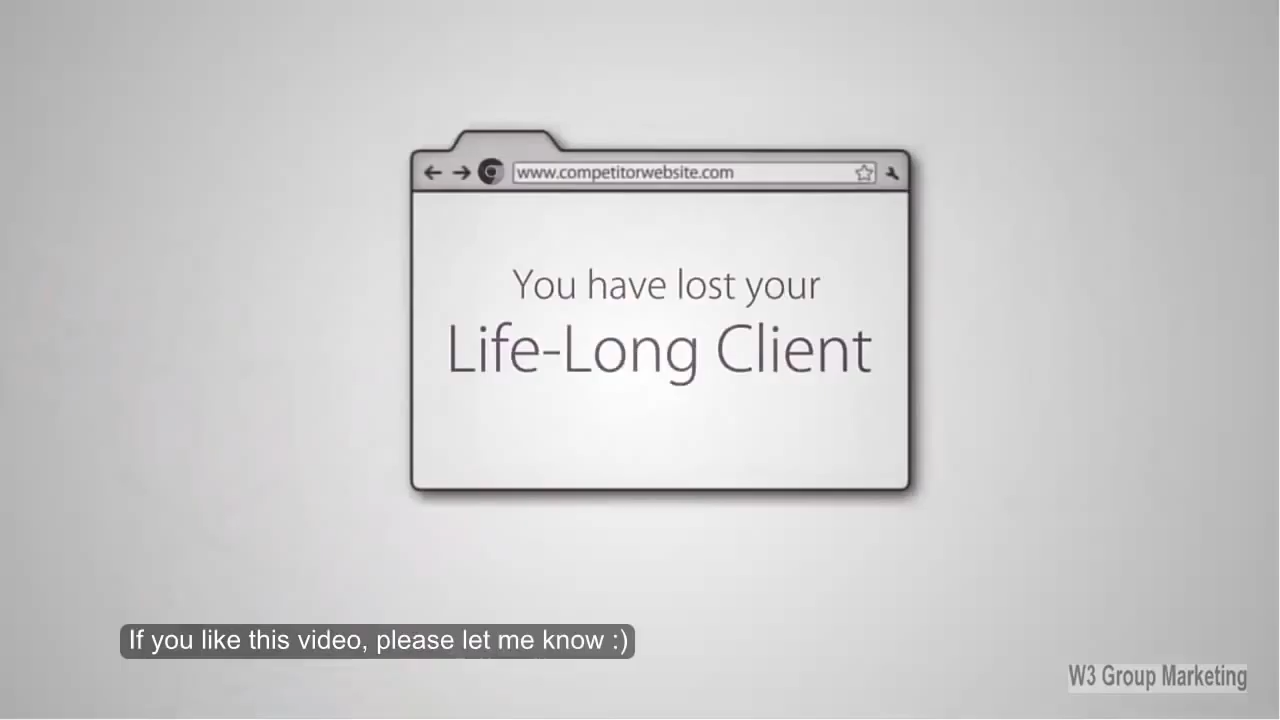 www.competitorwebsite.com
You have lost your
Life-Long Client
If you like this video, please let me know :)
W3 Group Marketing